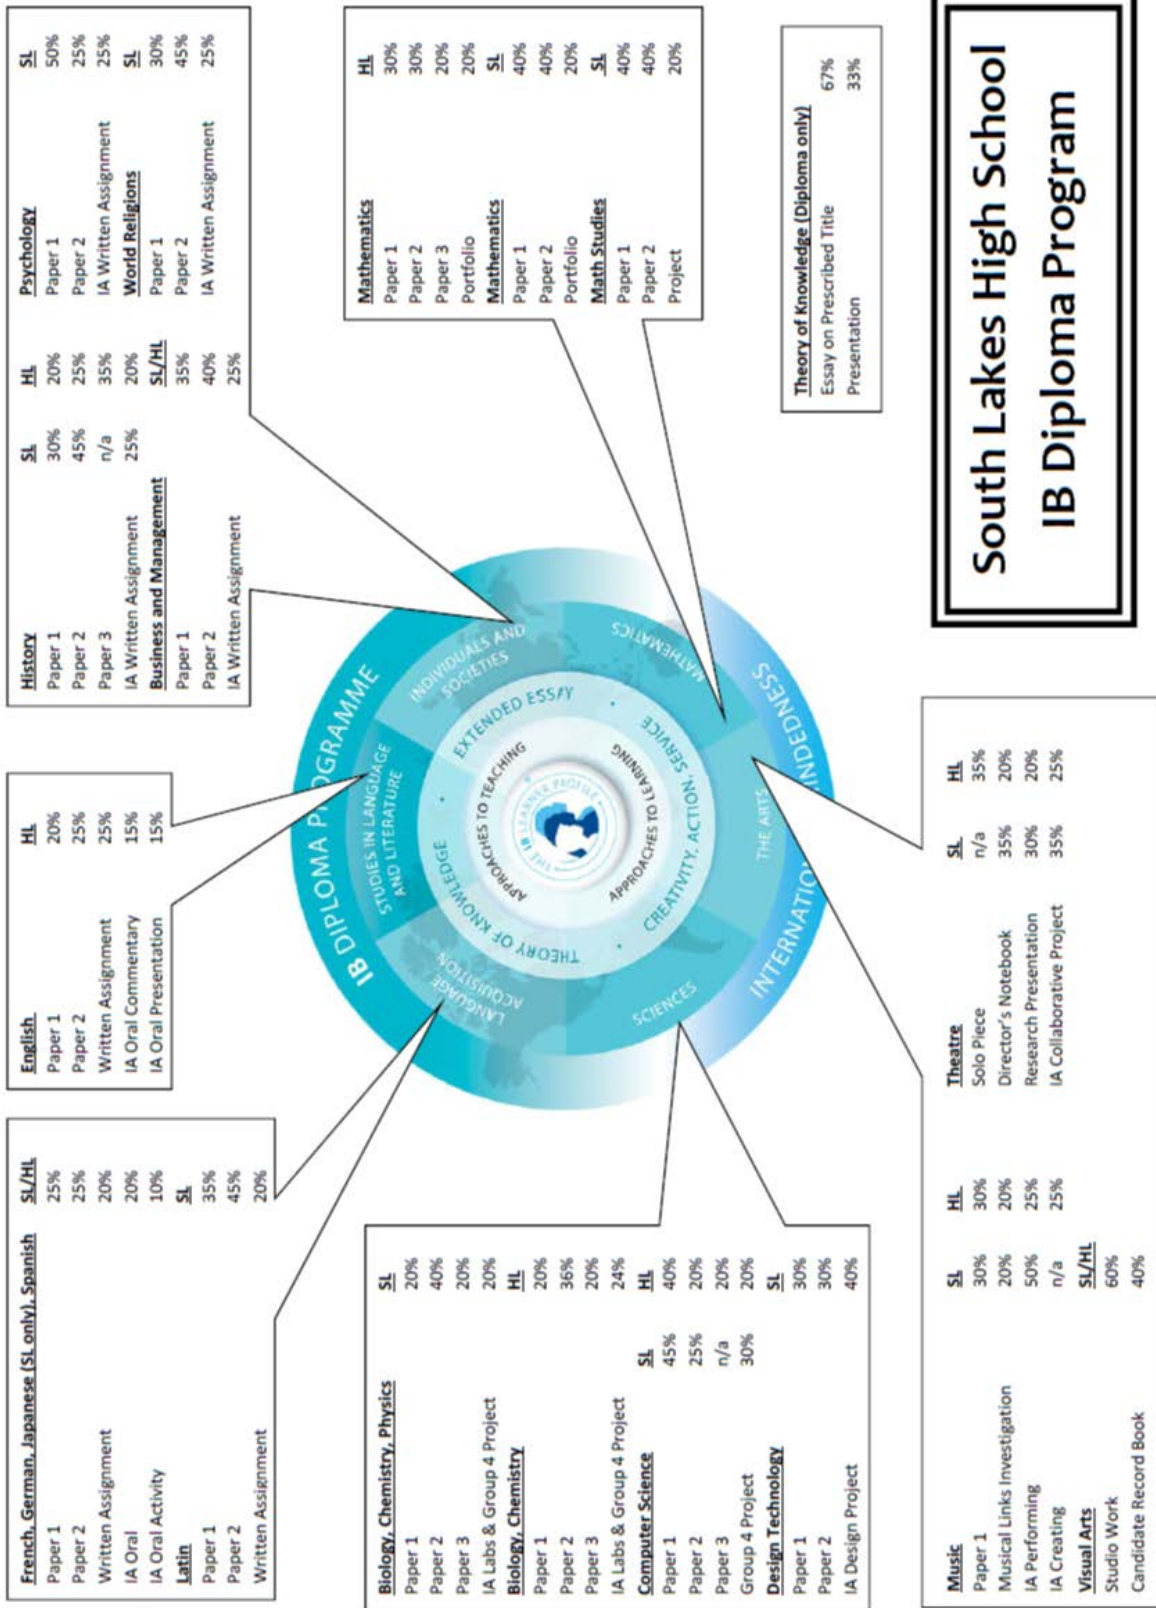 French, German, Japanese (SL only), Spanish SL/HL
Paper 1 25%
Paper 2 25%
Written Assignment 20%
IA Oral 20%
IA Oral Activity 10%
Latin SL
Paper 1 35%
Paper 2 45%
Written Assignment 20%
English HL
Paper 1 20%
Paper 2 25%
Written Assignment 25%
IA Oral Commentary 15%
IA Oral Presentation 15%
History SL HL
Paper 1 30% 20%
Paper 2 45% 25%
Paper 3 n/a 35%
IA Written Assignment 25% 20%
Business and Management SL/HL
Paper 1 35%
Paper 2 40%
IA Written Assignment 25%
Psychology SL
Paper 1 50%
Paper 2 25%
IA Written Assignment 25%
World Religions SL
Paper 1 30%
Paper 2 45%
IA Written Assignment 25%
Biology, Chemistry, Physics SL
Paper 1 20%
Paper 2 40%
Paper 3 20%
IA Labs & Group 4 Project 20%
Biology, Chemistry HL
Paper 1 20%
Paper 2 36%
Paper 3 20%
IA Labs & Group 4 Project 24%
Computer Science SL HL
Paper 1 45% 40%
Paper 2 25% 20%
Paper 3 n/a 20%
Group 4 Project 30% 20%
Design Technology SL
Paper 1 30%
Paper 2 30%
IA Design Project 40%
IB DIPLOMA PROGRAMME
LANGUAGE
ACQUISITION
STUDIES IN LANGUAGE
AND LITERATURE
INDIVIDUALS AND
SOCIETIES
THEORY OF KNOWLEDGE
EXTENDED ESSAY
APPROACHES TO TEACHING
THE IB LEARNER PROFILE
APPROACHES TO LEARNING
CREATIVITY, ACTION, SERVICE
SCIENCES
THE ARTS
MATHEMATICS
INTERNATIO INDEDNESS
Mathematics HL
Paper 1 30%
Paper 2 30%
Paper 3 20%
Portfolio 20%
Mathematics SL
Paper 1 40%
Paper 2 40%
Portfolio 20%
Math Studies SL
Paper 1 40%
Paper 2 40%
Project 20%
Theory of Knowledge (Diploma only)
Essay on Prescribed Title 67%
Presentation 33%
Music SL HL
Paper 1 30% 30%
Musical Links Investigation 20% 20%
IA Performing 50% 25%
IA Creating n/a 25%
Visual Arts SL/HL
Studio Work 60%
Candidate Record Book 40%
Theatre SL HL
Solo Piece n/a 35%
Director's Notebook 35% 20%
Research Presentation 30% 20%
IA Collaborative Project 35% 25%
South Lakes High School
IB Diploma Program